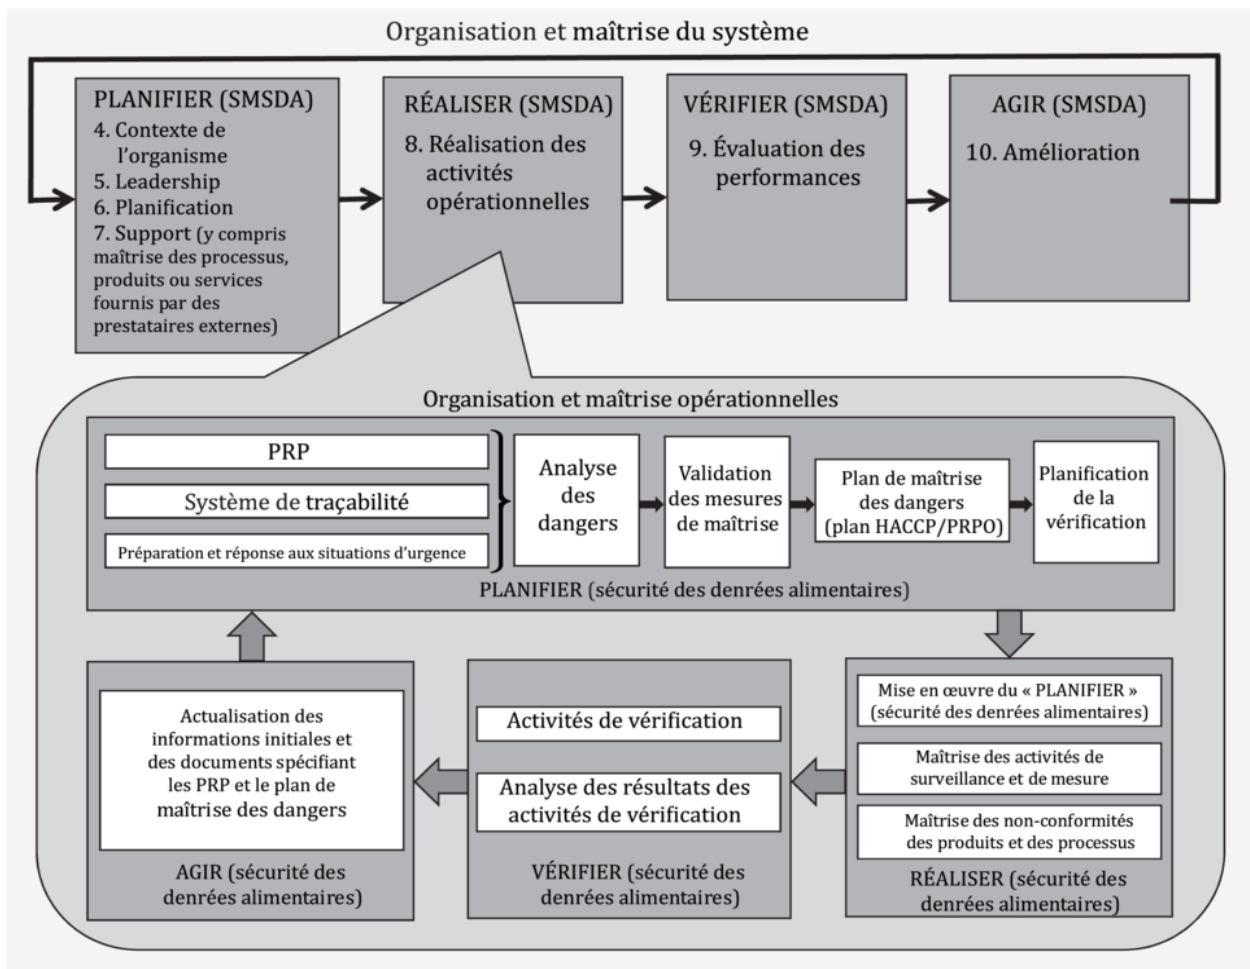 Organisation et maîtrise du système
PLANIFIER (SMSDA)
4. Contexte de
l’organisme
5. Leadership
6. Planification
7. Support (y compris
maîtrise des processus,
produits ou services
fournis par des
prestataires externes)
RÉALISER (SMSDA)
8. Réalisation des
activités
opérationnelles
VÉRIFIER (SMSDA)
9. Évaluation des
performances
AGIR (SMSDA)
10. Amélioration
Organisation et maîtrise opérationnelles
PRP
Système de traçabilité
Préparation et réponse aux situations d’urgence
Analyse
des
dangers
Validation
des mesures
de maîtrise
Plan de maîtrise
des dangers
(plan HACCP/PRPO)
Planification
de la
vérification
PLANIFIER (sécurité des denrées alimentaires)
Actualisation des
informations initiales et
des documents spécifiant
les PRP et le plan de
maîtrise des dangers
AGIR (sécurité des
denrées alimentaires)
Activités de vérification
Analyse des résultats des
activités de vérification
VÉRIFIER (sécurité des
denrées alimentaires)
Mise en œuvre du « PLANIFIER »
(sécurité des denrées alimentaires)
Maîtrise des activités de
surveillance et de mesure
Maîtrise des non-conformités
des produits et des processus
RÉALISER (sécurité des
denrées alimentaires)